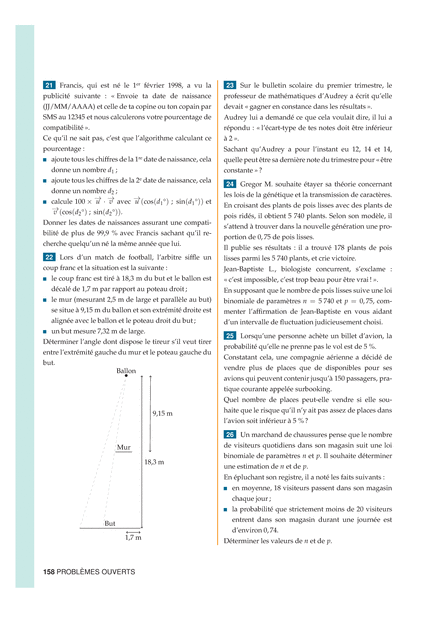 21 Francis, qui est né le 1er février 1998, a vu la
publicité suivante : « Envoie ta date de naissance
(JJ/MM/AAAA) et celle de ta copine ou ton copain par
SMS au 12345 et nous calculerons votre pourcentage de
compatibilité ».
Ce qu'il ne sait pas, c'est que l'algorithme calculant ce
pourcentage :
■ ajoute tous les chiffres de la 1re date de naissance, cela
donne un nombre d1 ;
■ ajoute tous les chiffres de la 2e date de naissance, cela
donne un nombre d2 ;
■ calcule 100 × u⃗ · v⃗ avec u⃗ (cos(d1°) ; sin(d1°)) et
v⃗ (cos(d2°) ; sin(d2°)).
Donner les dates de naissances assurant une compati-
bilité de plus de 99,9 % avec Francis sachant qu'il re-
cherche quelqu'un né la même année que lui.
22 Lors d'un match de football, l'arbitre siffle un
coup franc et la situation est la suivante :
■ le coup franc est tiré à 18,3 m du but et le ballon est
décalé de 1,7 m par rapport au poteau droit ;
■ le mur (mesurant 2,5 m de large et parallèle au but)
se situe à 9,15 m du ballon et son extrémité droite est
alignée avec le ballon et le poteau droit du but ;
■ un but mesure 7,32 m de large.
Déterminer l'angle dont dispose le tireur s'il veut tirer
entre l'extrémité gauche du mur et le poteau gauche du
but.
Ballon
9,15 m
Mur
18,3 m
But
1,7 m
23 Sur le bulletin scolaire du premier trimestre, le
professeur de mathématiques d'Audrey a écrit qu'elle
devait « gagner en constance dans les résultats ».
Audrey lui a demandé ce que cela voulait dire, il lui a
répondu : « l'écart-type de tes notes doit être inférieur
à 2 ».
Sachant qu'Audrey a pour l'instant eu 12, 14 et 14,
quelle peut être sa dernière note du trimestre pour « être
constante » ?
24 Gregor M. souhaite étayer sa théorie concernant
les lois de la génétique et la transmission de caractères.
En croisant des plants de pois lisses avec des plants de
pois ridés, il obtient 5 740 plants. Selon son modèle, il
s'attend à trouver dans la nouvelle génération une pro-
portion de 0,75 de pois lisses.
Il publie ses résultats : il a trouvé 178 plants de pois
lisses parmi les 5 740 plants, et crie victoire.
Jean-Baptiste L., biologiste concurrent, s'exclame :
« c'est impossible, c'est trop beau pour être vrai ! ».
En supposant que le nombre de pois lisses suive une loi
binomiale de paramètres n = 5 740 et p = 0,75, com-
menter l'affirmation de Jean-Baptiste en vous aidant
d'un intervalle de fluctuation judicieusement choisi.
25 Lorsqu'une personne achète un billet d'avion, la
probabilité qu'elle ne prenne pas le vol est de 5 %.
Constatant cela, une compagnie aérienne a décidé de
vendre plus de places que de disponibles pour ses
avions qui peuvent contenir jusqu'à 150 passagers, pra-
tique courante appelée surbooking.
Quel nombre de places peut-elle vendre si elle sou-
haite que le risque qu'il n'y ait pas assez de places dans
l'avion soit inférieur à 5 % ?
26 Un marchand de chaussures pense que le nombre
de visiteurs quotidiens dans son magasin suit une loi
binomiale de paramètres n et p. Il souhaite déterminer
une estimation de n et de p.
En épluchant son registre, il a noté les faits suivants :
■ en moyenne, 18 visiteurs passent dans son magasin
chaque jour ;
■ la probabilité que strictement moins de 20 visiteurs
entrent dans son magasin durant une journée est
d'environ 0,74.
Déterminer les valeurs de n et de p.
158 PROBLÈMES OUVERTS